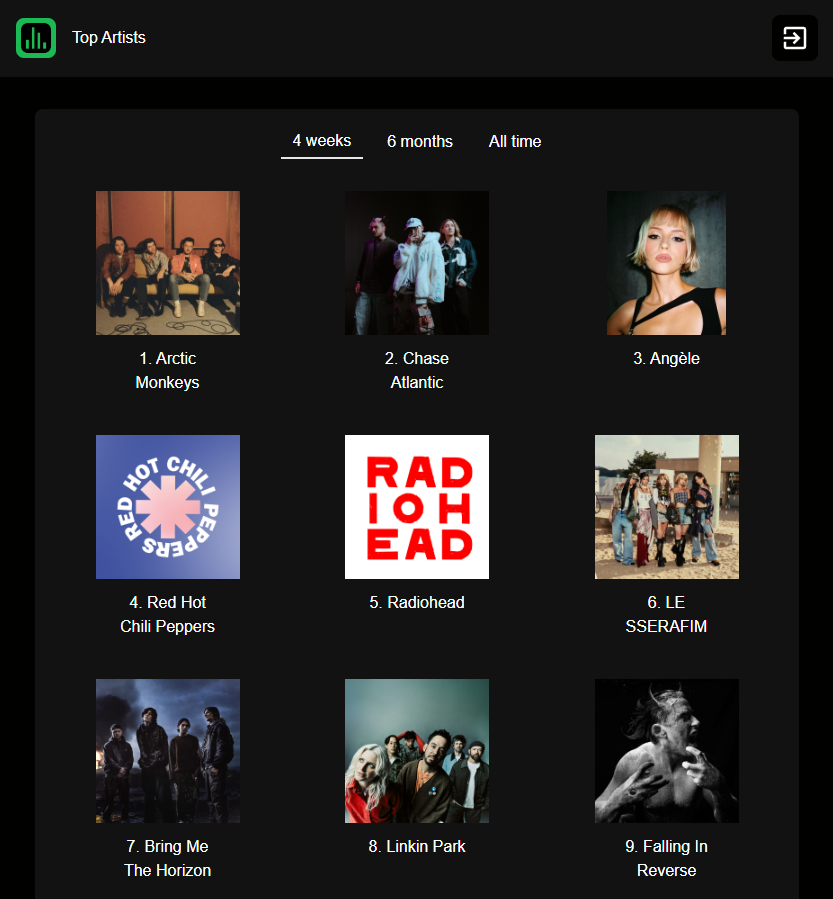 Top Artists
4 weeks
6 months
All time
1. Arctic
Monkeys
2. Chase
Atlantic
3. Angèle
RED HOT CHILI PEPPERS
RAD
IOH
EAD
4. Red Hot
Chili Peppers
5. Radiohead
6. LE
SSERAFIM
7. Bring Me
The Horizon
8. Linkin Park
9. Falling In
Reverse